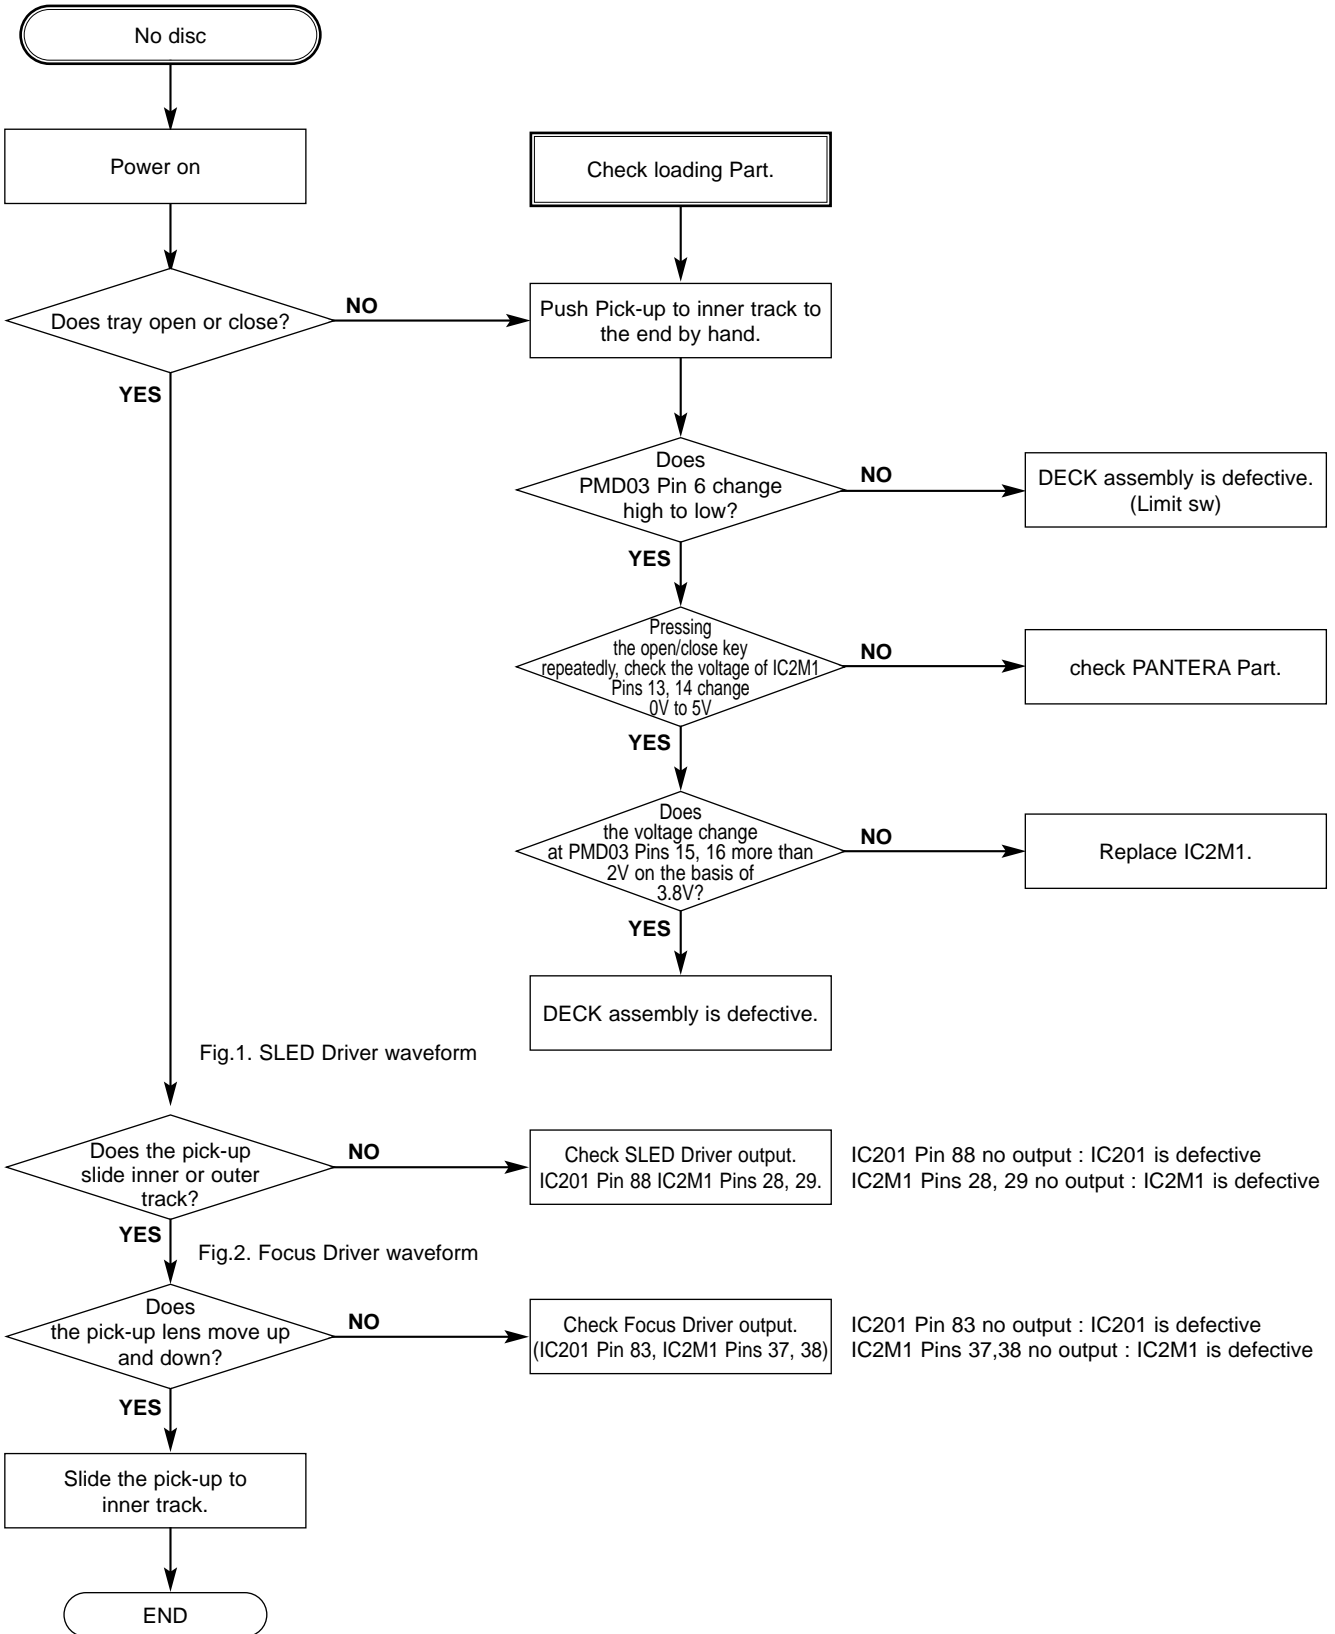 No disc
Power on
Check loading Part.
Does tray open or close?
NO
Push Pick-up to inner track to
the end by hand.
YES
Does
PMD03 Pin 6 change
high to low?
NO
DECK assembly is defective.
(Limit sw)
YES
Pressing
the open/close key
repeatedly, check the voltage of IC2M1
Pins 13, 14 change
0V to 5V
NO
check PANTERA Part.
YES
Does
the voltage change
at PMD03 Pins 15, 16 more than
2V on the basis of
3.8V?
NO
Replace IC2M1.
YES
DECK assembly is defective.
Fig.1. SLED Driver waveform
Does the pick-up
slide inner or outer
track?
NO
Check SLED Driver output.
IC201 Pin 88 IC2M1 Pins 28, 29.
IC201 Pin 88 no output : IC201 is defective
IC2M1 Pins 28, 29 no output : IC2M1 is defective
YES
Fig.2. Focus Driver waveform
Does
the pick-up lens move up
and down?
NO
Check Focus Driver output.
(IC201 Pin 83, IC2M1 Pins 37, 38)
IC201 Pin 83 no output : IC201 is defective
IC2M1 Pins 37,38 no output : IC2M1 is defective
YES
Slide the pick-up to
inner track.
END